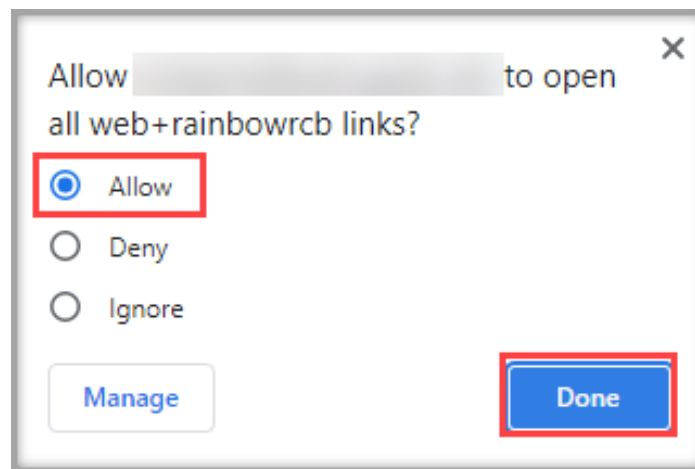 Allow to open
all web+rainbowrcb links?
Allow
Deny
Ignore
Manage
Done